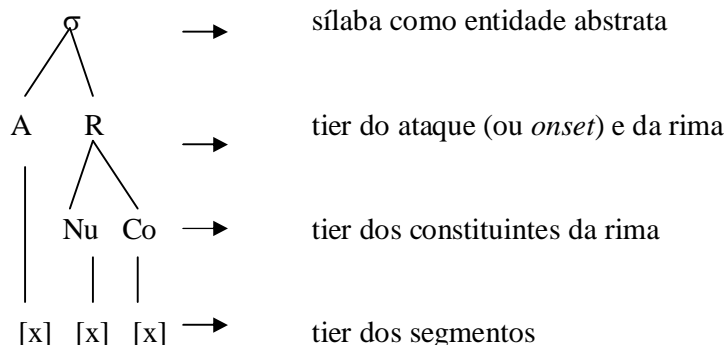 σ sílaba como entidade abstrata
A R tier do ataque (ou onset) e da rima
Nu Co tier dos constituintes da rima
[x] [x] [x] tier dos segmentos